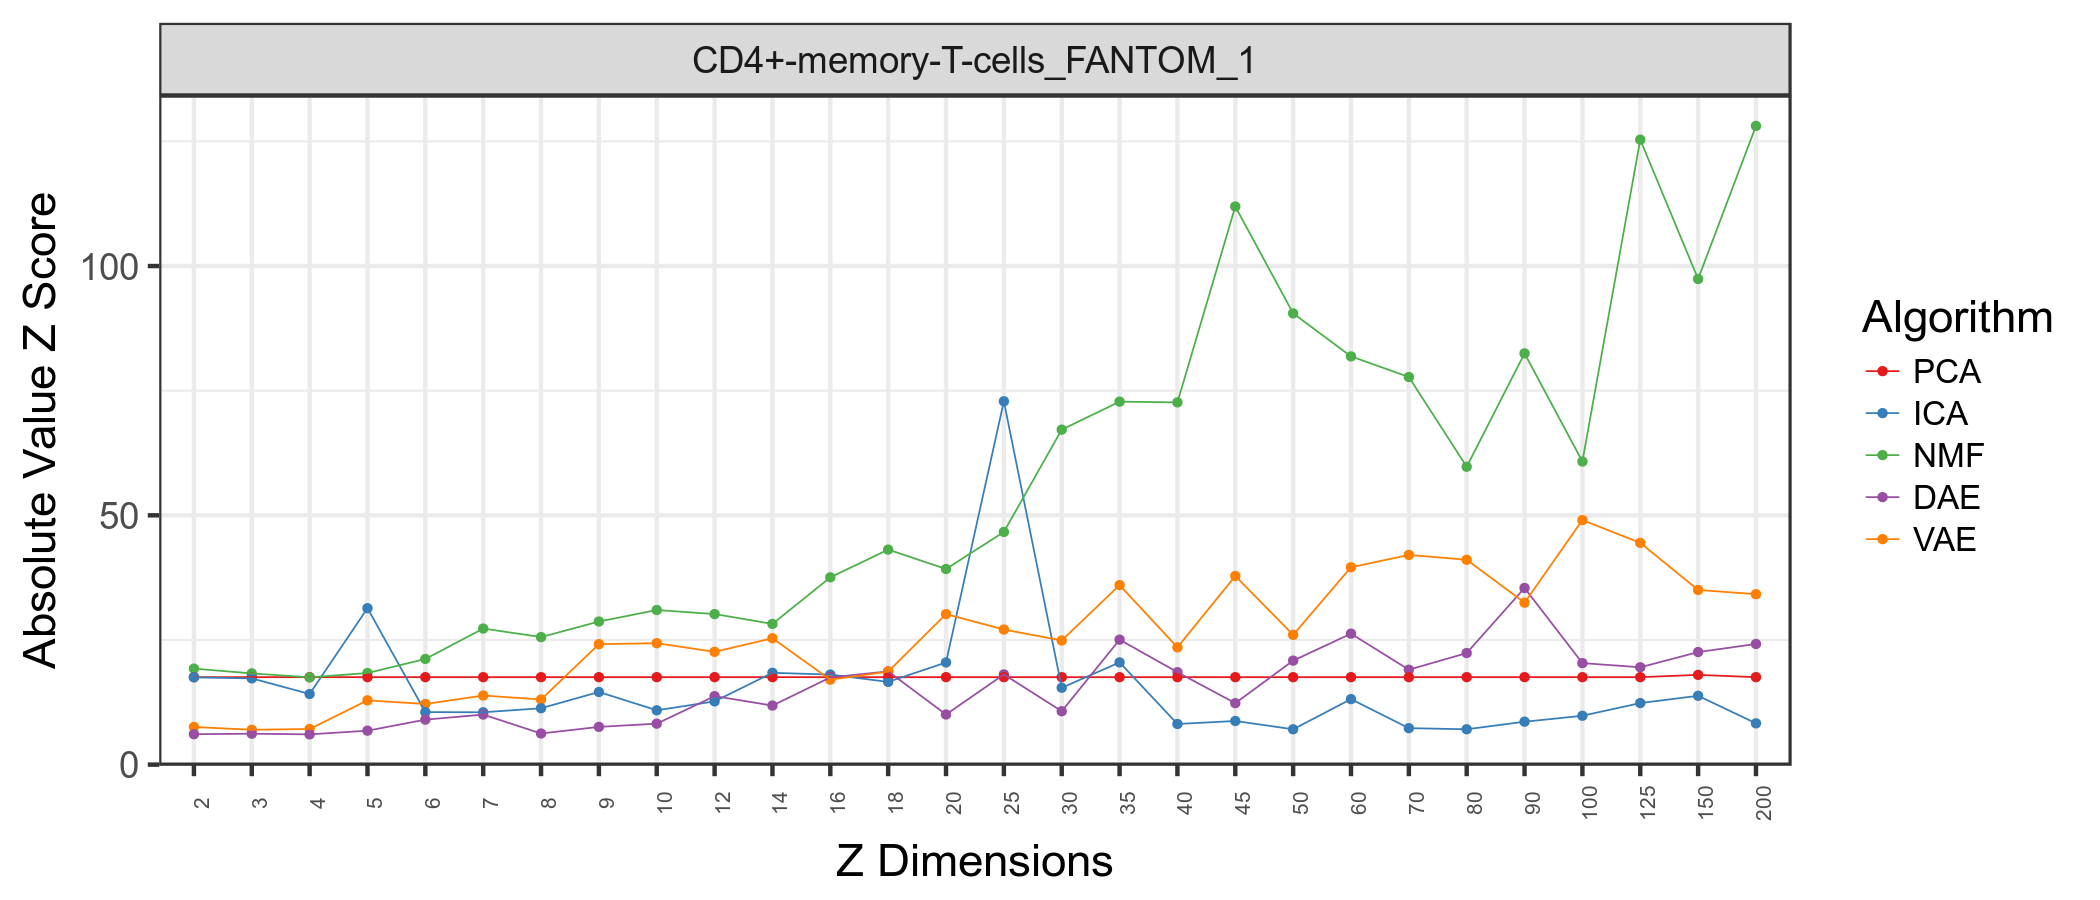 CD4+-memory-T-cells_FANTOM_1
Absolute Value Z Score
100
50
0
2 3 4 5 6 7 8 9 10 12 14 16 18 20 25 30 35 40 45 50 60 70 80 90 100 125 150 200
Z Dimensions
Algorithm
PCA
ICA
NMF
DAE
VAE